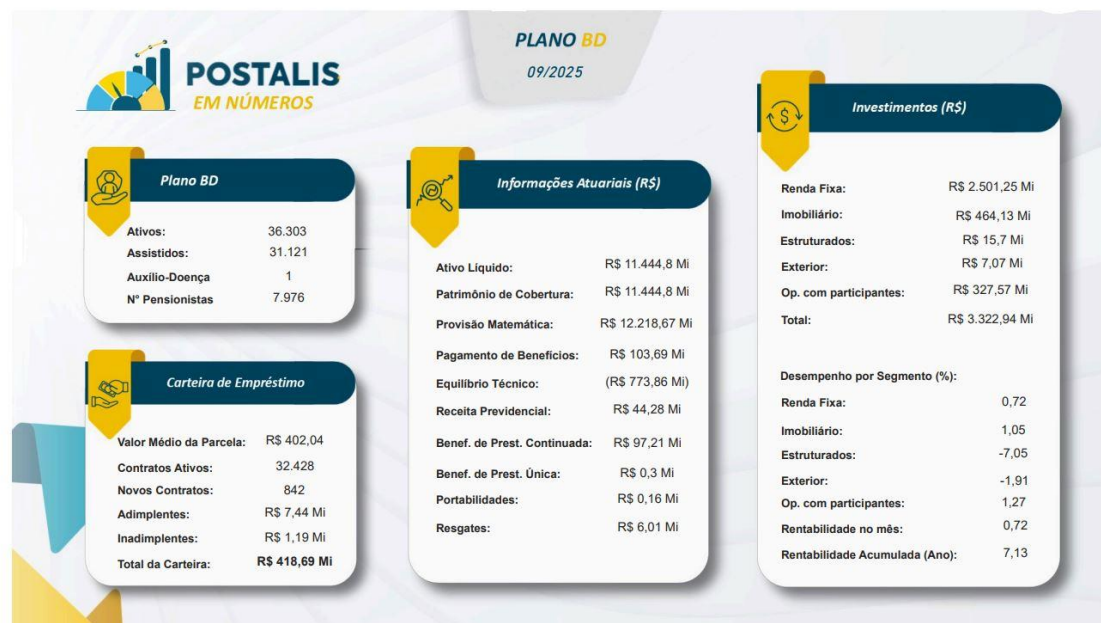 POSTALIS
EM NÚMEROS
PLANO BD
09/2025
Plano BD
Ativos: 36.303
Assistidos: 31.121
Auxílio-Doença 1
N° Pensionistas 7.976
Carteira de Empréstimo
Valor Médio da Parcela: R$ 402,04
Contratos Ativos: 32.428
Novos Contratos: 842
Adimplentes: R$ 7,44 Mi
Inadimplentes: R$ 1,19 Mi
Total da Carteira: R$ 418,69 Mi
Informações Atuariais (R$)
Ativo Líquido: R$ 11.444,8 Mi
Patrimônio de Cobertura: R$ 11.444,8 Mi
Provisão Matemática: R$ 12.218,67 Mi
Pagamento de Benefícios: R$ 103,69 Mi
Equilíbrio Técnico: (R$ 773,86 Mi)
Receita Previdencial: R$ 44,28 Mi
Benef. de Prest. Continuada: R$ 97,21 Mi
Benef. de Prest. Única: R$ 0,3 Mi
Portabilidades: R$ 0,16 Mi
Resgates: R$ 6,01 Mi
Investimentos (R$)
Renda Fixa: R$ 2.501,25 Mi
Imobiliário: R$ 464,13 Mi
Estruturados: R$ 15,7 Mi
Exterior: R$ 7,07 Mi
Op. com participantes: R$ 327,57 Mi
Total: R$ 3.322,94 Mi
Desempenho por Segmento (%):
Renda Fixa: 0,72
Imobiliário: 1,05
Estruturados: -7,05
Exterior: -1,91
Op. com participantes: 1,27
Rentabilidade no mês: 0,72
Rentabilidade Acumulada (Ano): 7,13